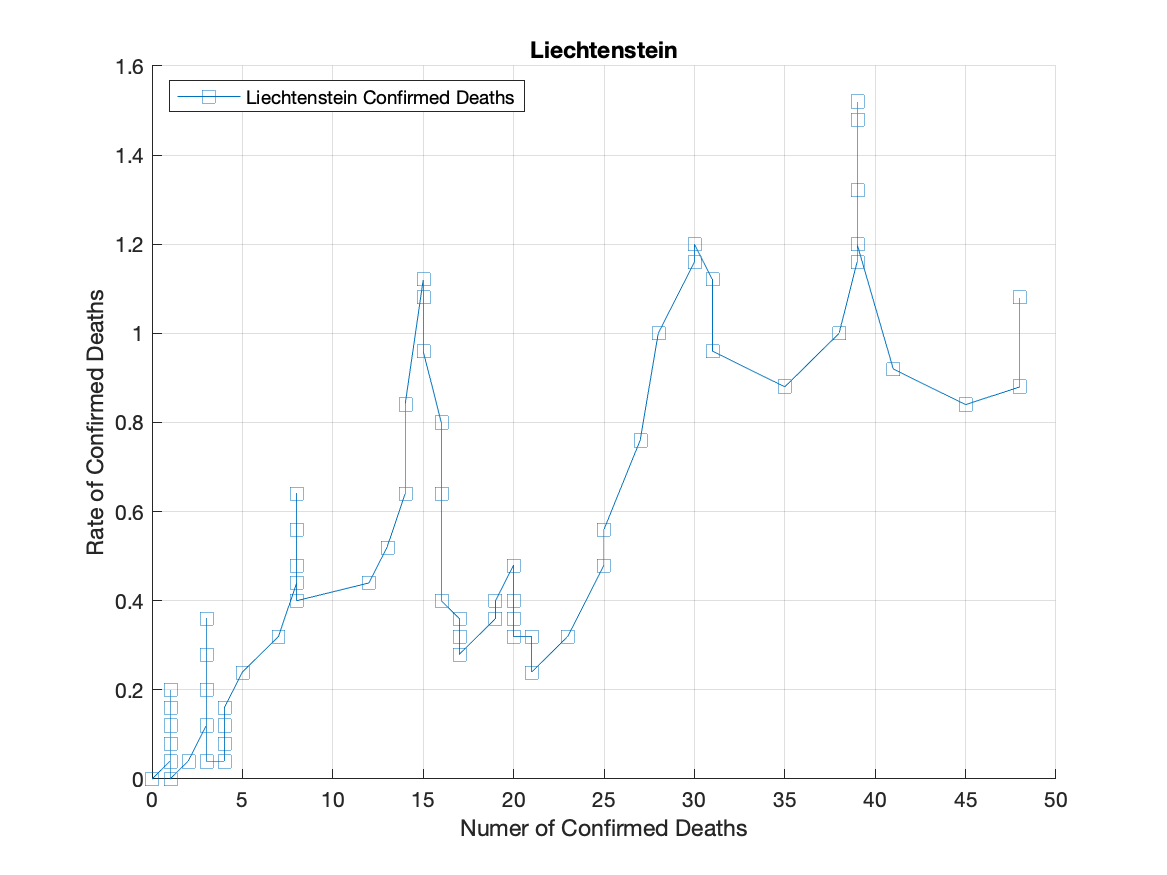 Liechtenstein
Liechtenstein Confirmed Deaths
1.6
1.4
1.2
1
0.8
0.6
0.4
0.2
0
Rate of Confirmed Deaths
0 5 10 15 20 25 30 35 40 45 50
Numer of Confirmed Deaths